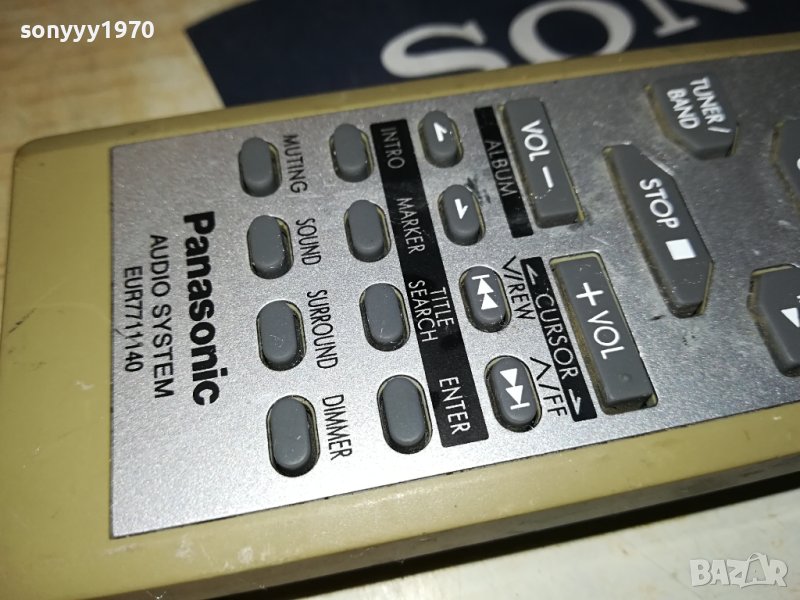 sonyyy1970
SON
TUNER/
BAND
VOL −
ALBUM
INTRO
MUTING
STOP
MARKER
SOUND
+ VOL
< CURSOR >
∨/REW
TITLE
SEARCH
SURROUND
∧/FF
ENTER
DIMMER
Panasonic
AUDIO SYSTEM
EUR7711140
BAZAR